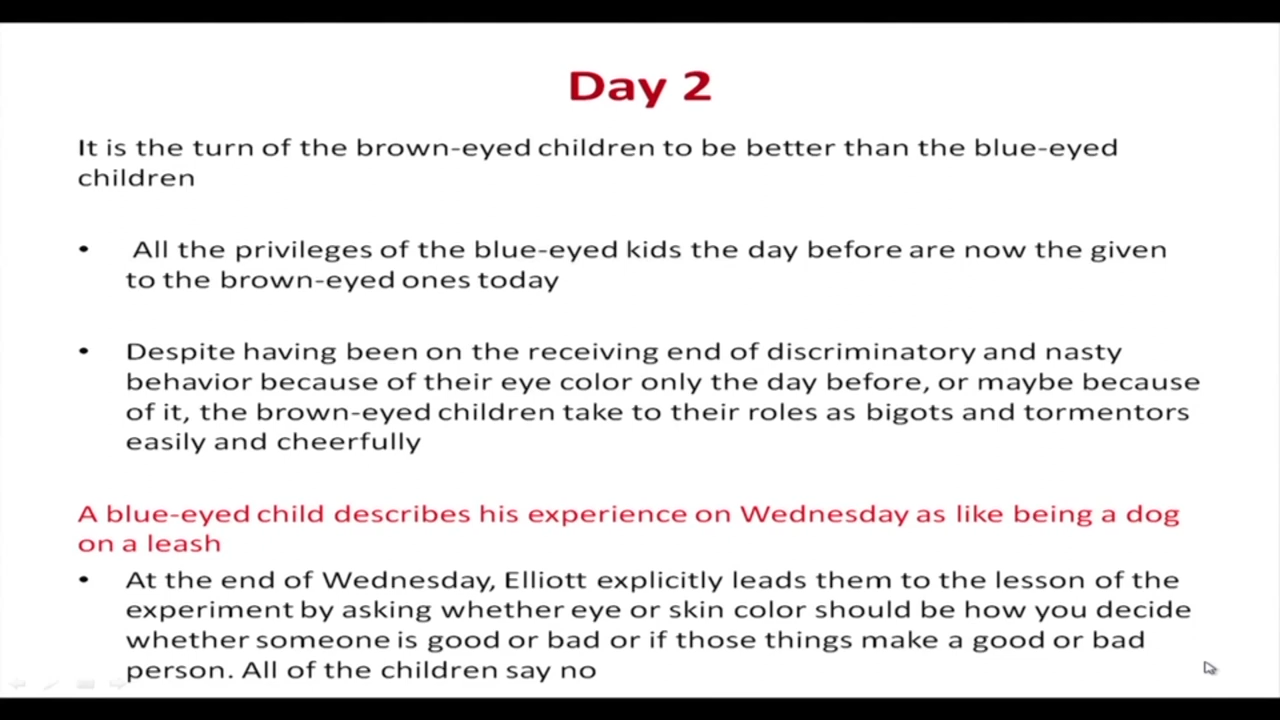 Day 2
It is the turn of the brown-eyed children to be better than the blue-eyed
children
• All the privileges of the blue-eyed kids the day before are now the given
to the brown-eyed ones today
• Despite having been on the receiving end of discriminatory and nasty
behavior because of their eye color only the day before, or maybe because
of it, the brown-eyed children take to their roles as bigots and tormentors
easily and cheerfully
A blue-eyed child describes his experience on Wednesday as like being a dog
on a leash
• At the end of Wednesday, Elliott explicitly leads them to the lesson of the
experiment by asking whether eye or skin color should be how you decide
whether someone is good or bad or if those things make a good or bad
person. All of the children say no